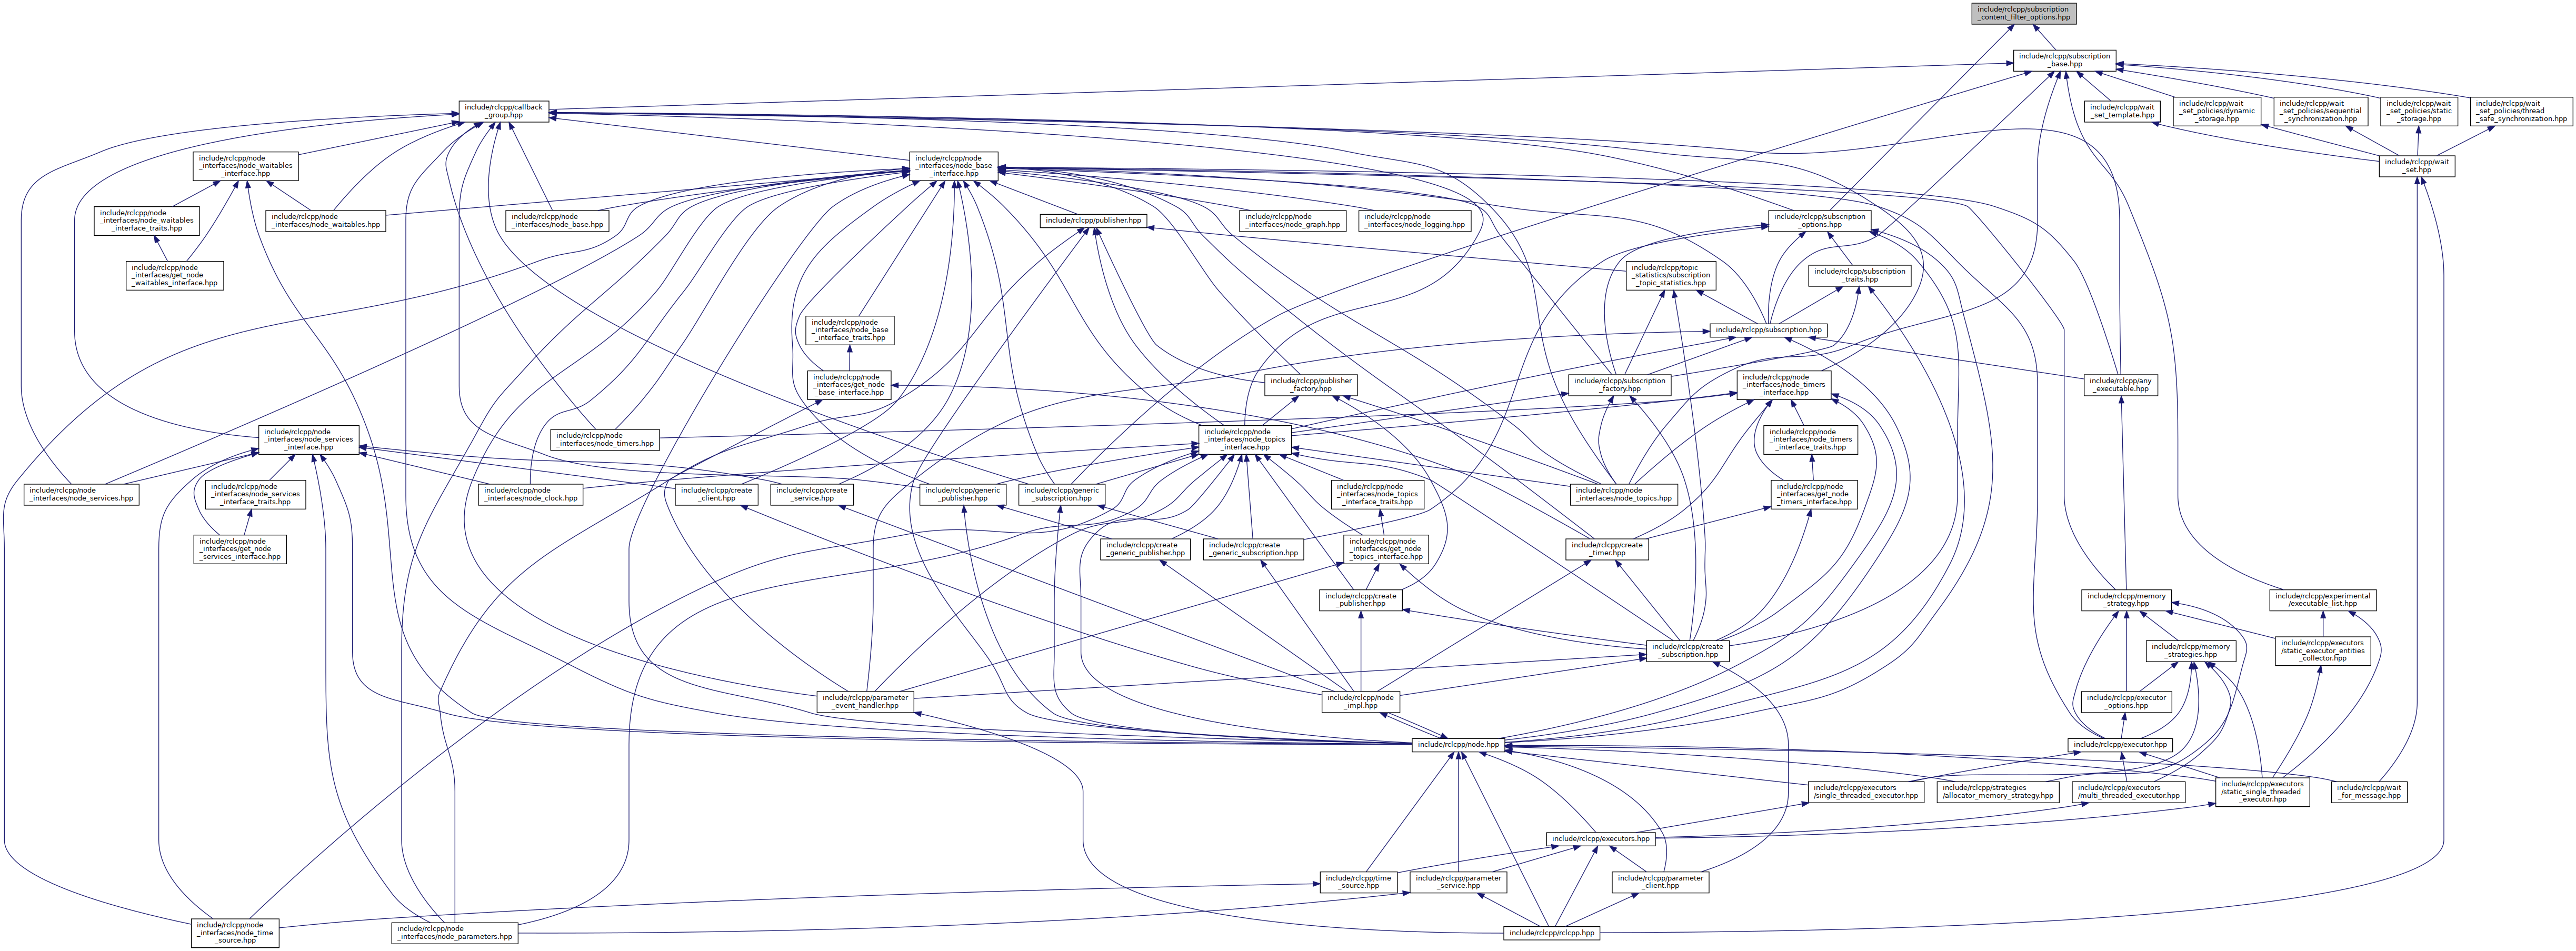 include/rclcpp/subscription
_content_filter_options.hpp
include/rclcpp/subscription
_base.hpp
include/rclcpp/callback
_group.hpp
include/rclcpp/wait
_set_template.hpp
include/rclcpp/wait
_set_policies/dynamic
_storage.hpp
include/rclcpp/wait
_set_policies/sequential
_synchronization.hpp
include/rclcpp/wait
_set_policies/static
_storage.hpp
include/rclcpp/wait
_set_policies/thread
_safe_synchronization.hpp
include/rclcpp/node
_interfaces/node_waitables
_interface.hpp
include/rclcpp/node
_interfaces/node_base
_interface.hpp
include/rclcpp/wait
_set.hpp
include/rclcpp/node
_interfaces/node_waitables
_interface_traits.hpp
include/rclcpp/node
_interfaces/node_waitables.hpp
include/rclcpp/node
_interfaces/node_base.hpp
include/rclcpp/publisher.hpp
include/rclcpp/node
_interfaces/node_graph.hpp
include/rclcpp/node
_interfaces/node_logging.hpp
include/rclcpp/subscription
_options.hpp
include/rclcpp/node
_interfaces/get_node
_waitables_interface.hpp
include/rclcpp/topic
_statistics/subscription
_topic_statistics.hpp
include/rclcpp/subscription
_traits.hpp
include/rclcpp/node
_interfaces/node_base
_interface_traits.hpp
include/rclcpp/subscription.hpp
include/rclcpp/node
_interfaces/get_node
_base_interface.hpp
include/rclcpp/publisher
_factory.hpp
include/rclcpp/subscription
_factory.hpp
include/rclcpp/node
_interfaces/node_timers
_interface.hpp
include/rclcpp/any
_executable.hpp
include/rclcpp/node
_interfaces/node_services
_interface.hpp
include/rclcpp/node
_interfaces/node_timers.hpp
include/rclcpp/node
_interfaces/node_topics
_interface.hpp
include/rclcpp/node
_interfaces/node_timers
_interface_traits.hpp
include/rclcpp/node
_interfaces/node_services.hpp
include/rclcpp/node
_interfaces/node_services
_interface_traits.hpp
include/rclcpp/node
_interfaces/node_clock.hpp
include/rclcpp/create
_client.hpp
include/rclcpp/create
_service.hpp
include/rclcpp/generic
_publisher.hpp
include/rclcpp/generic
_subscription.hpp
include/rclcpp/node
_interfaces/node_topics
_interface_traits.hpp
include/rclcpp/node
_interfaces/node_topics.hpp
include/rclcpp/node
_interfaces/get_node
_timers_interface.hpp
include/rclcpp/node
_interfaces/get_node
_services_interface.hpp
include/rclcpp/create
_generic_publisher.hpp
include/rclcpp/create
_generic_subscription.hpp
include/rclcpp/node
_interfaces/get_node
_topics_interface.hpp
include/rclcpp/create
_timer.hpp
include/rclcpp/create
_publisher.hpp
include/rclcpp/memory
_strategy.hpp
include/rclcpp/experimental
/executable_list.hpp
include/rclcpp/create
_subscription.hpp
include/rclcpp/memory
_strategies.hpp
include/rclcpp/executors
/static_executor_entities
_collector.hpp
include/rclcpp/parameter
_event_handler.hpp
include/rclcpp/node
_impl.hpp
include/rclcpp/executor
_options.hpp
include/rclcpp/node.hpp
include/rclcpp/executor.hpp
include/rclcpp/executors
/single_threaded_executor.hpp
include/rclcpp/strategies
/allocator_memory_strategy.hpp
include/rclcpp/executors
/multi_threaded_executor.hpp
include/rclcpp/executors
/static_single_threaded
_executor.hpp
include/rclcpp/wait
_for_message.hpp
include/rclcpp/executors.hpp
include/rclcpp/time
_source.hpp
include/rclcpp/parameter
_service.hpp
include/rclcpp/parameter
_client.hpp
include/rclcpp/node
_interfaces/node_time
_source.hpp
include/rclcpp/node
_interfaces/node_parameters.hpp
include/rclcpp/rclcpp.hpp